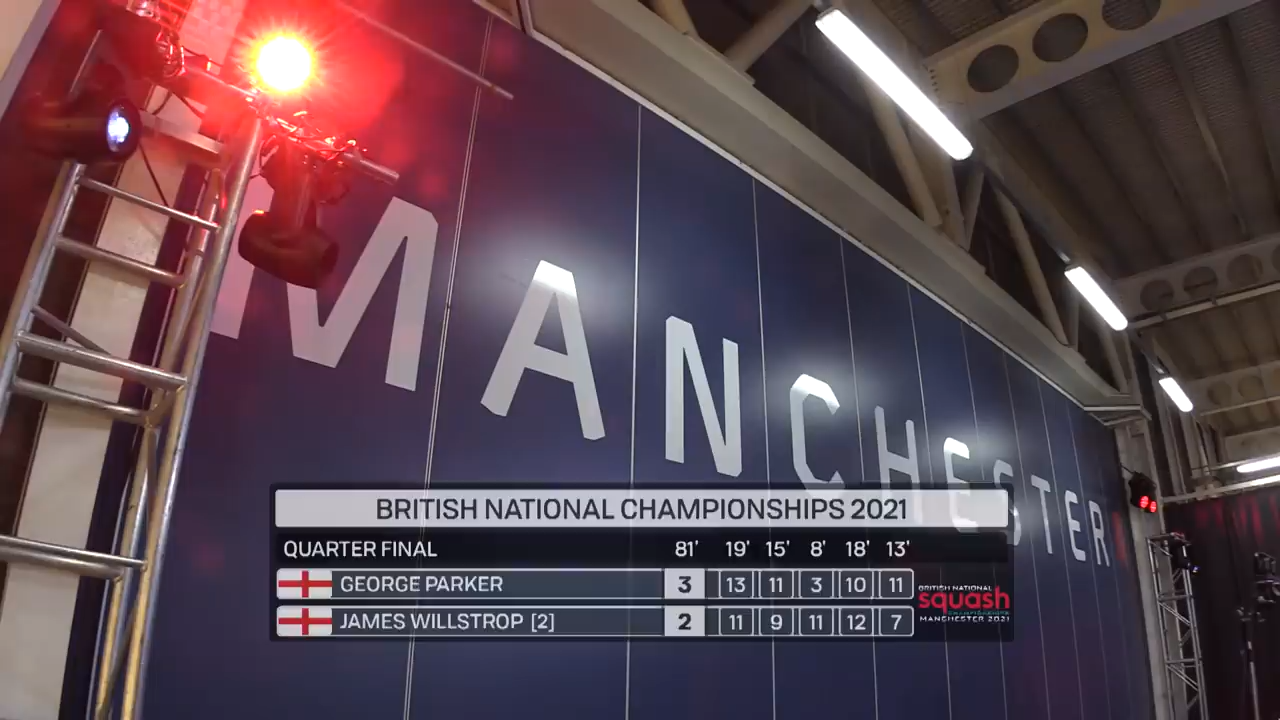 MANCHESTER
BRITISH NATIONAL CHAMPIONSHIPS 2021
QUARTER FINAL 81' 19' 15' 8' 18' 13'
GEORGE PARKER 3 13 11 3 10 11
JAMES WILLSTROP [2] 2 11 9 11 12 7
BRITISH NATIONAL
squash
CHAMPIONSHIPS
MANCHESTER 2021